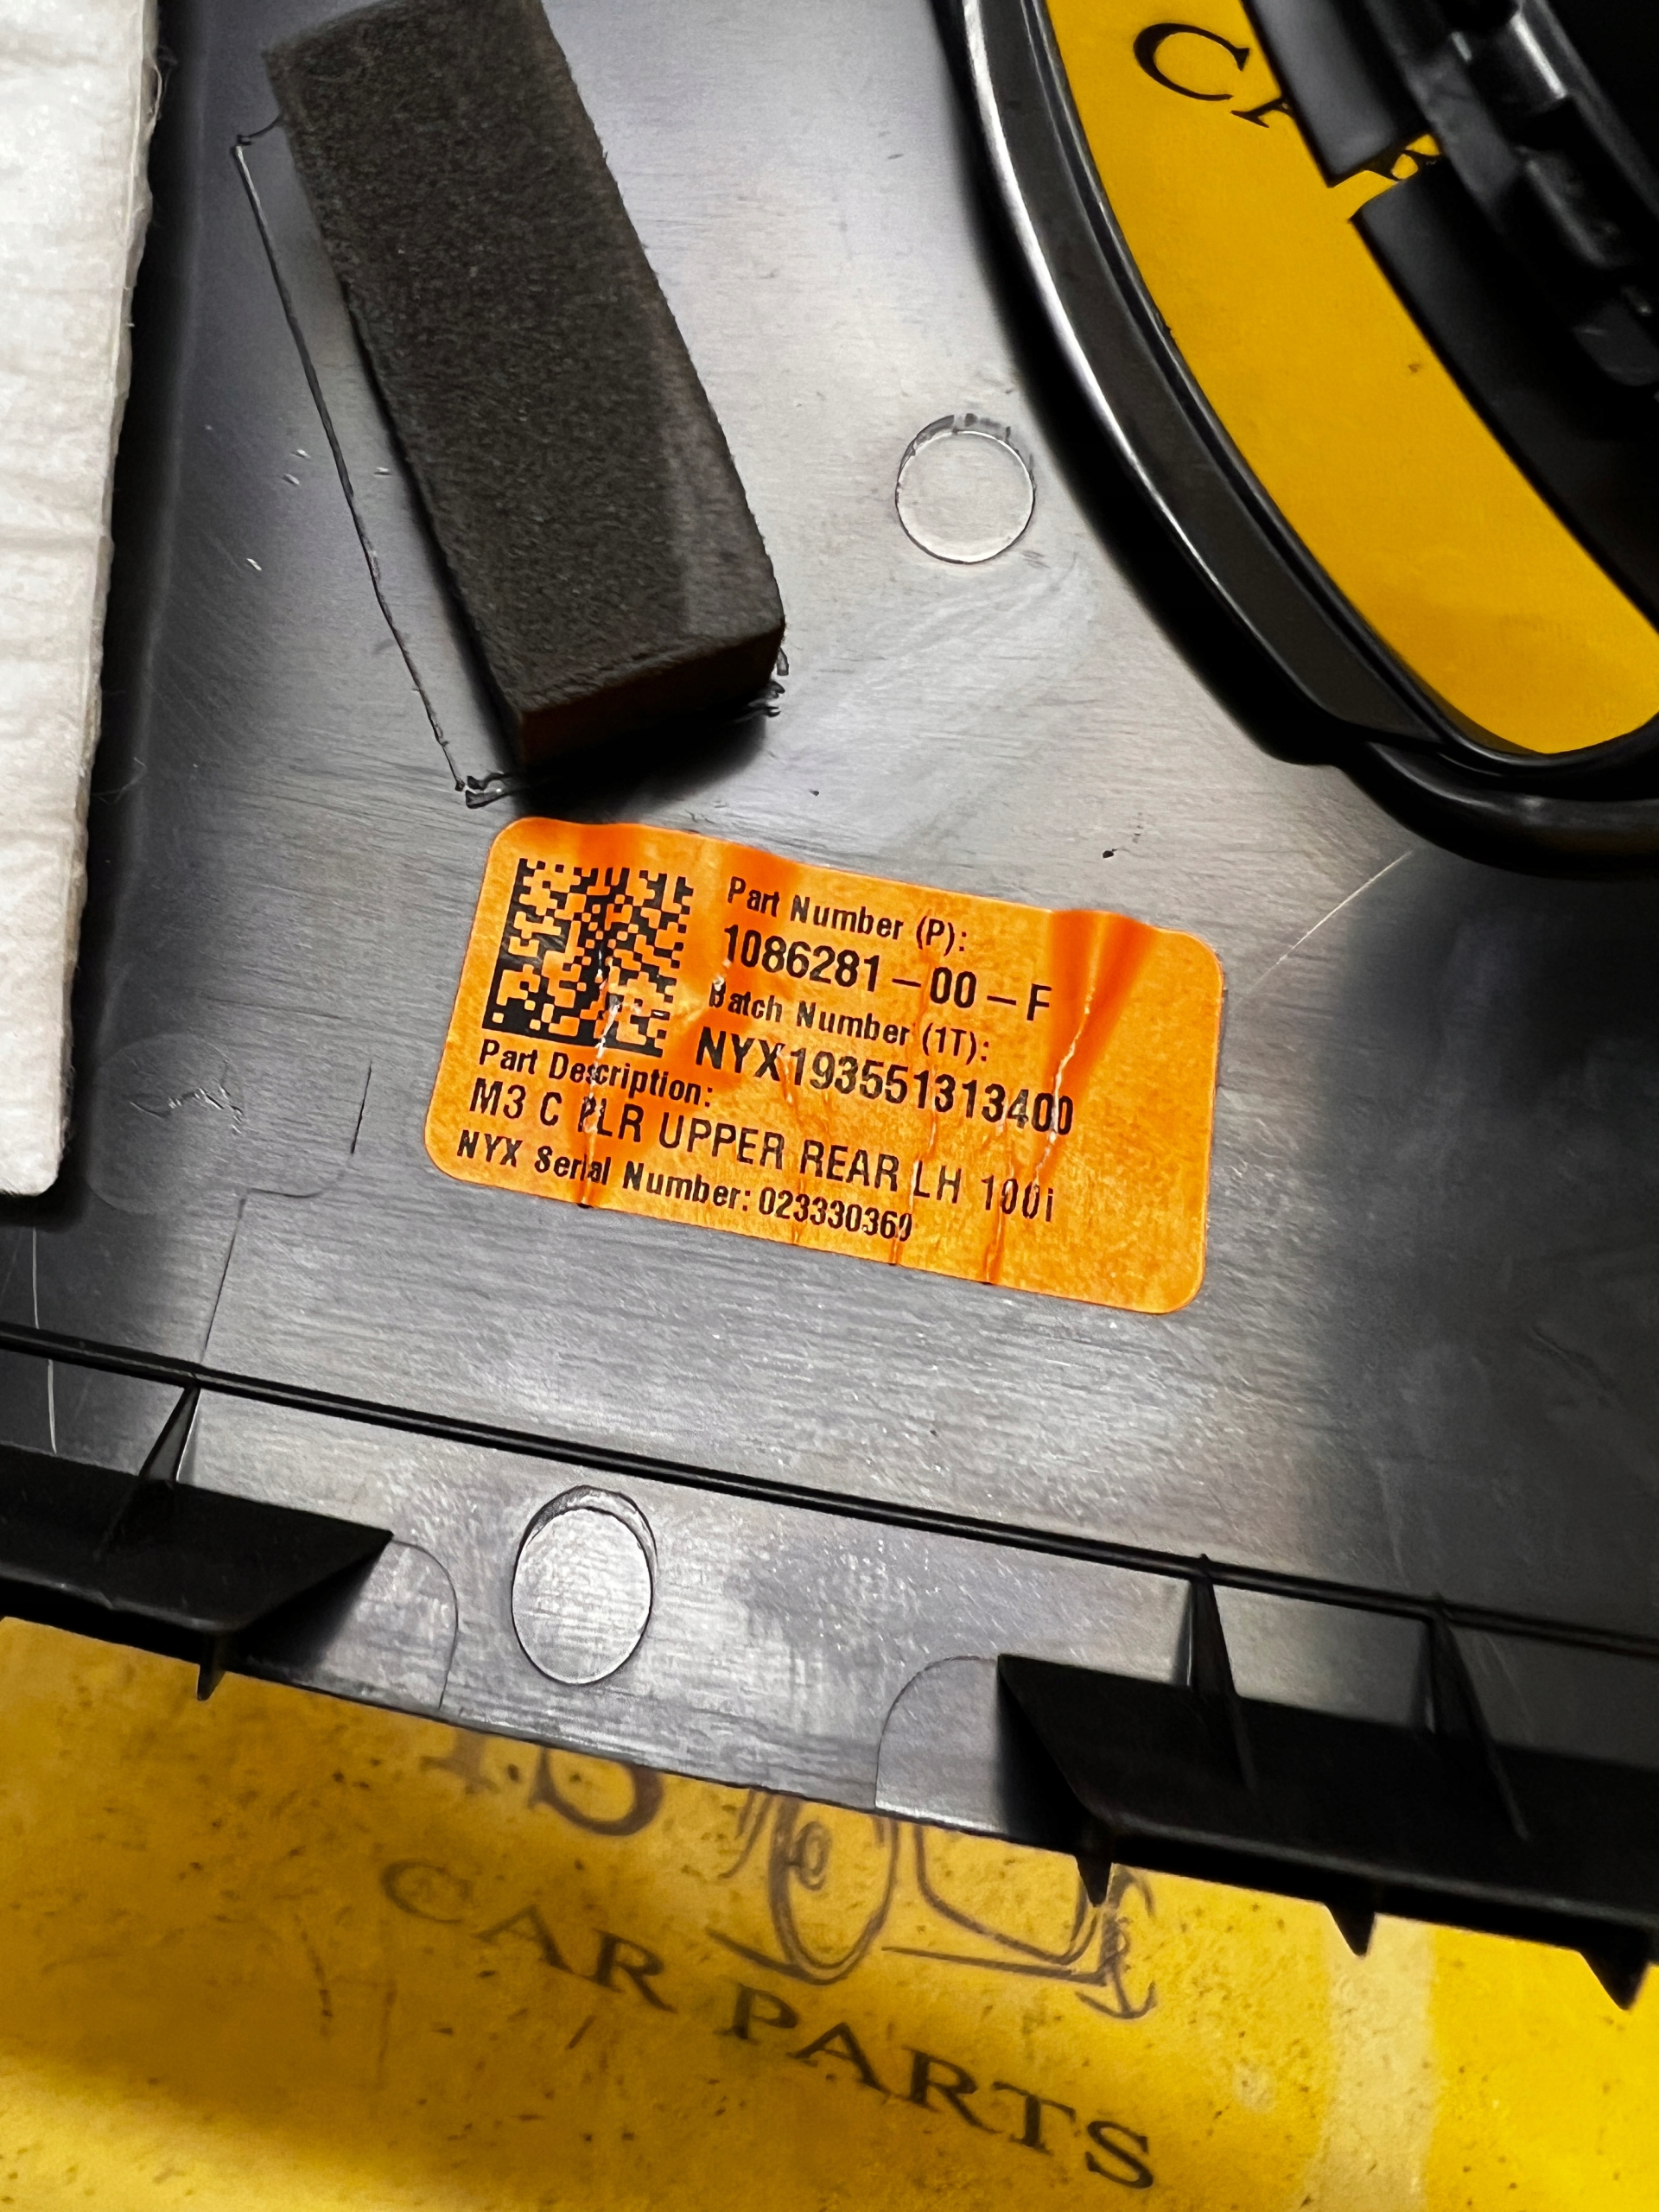 Part Number (P):
1086281-00-F
Batch Number (1T):
NYX193551313400
Part Description:
M3 C PLR UPPER REAR LH 100i
NYX Serial Number: 023330369
CAR PARTS